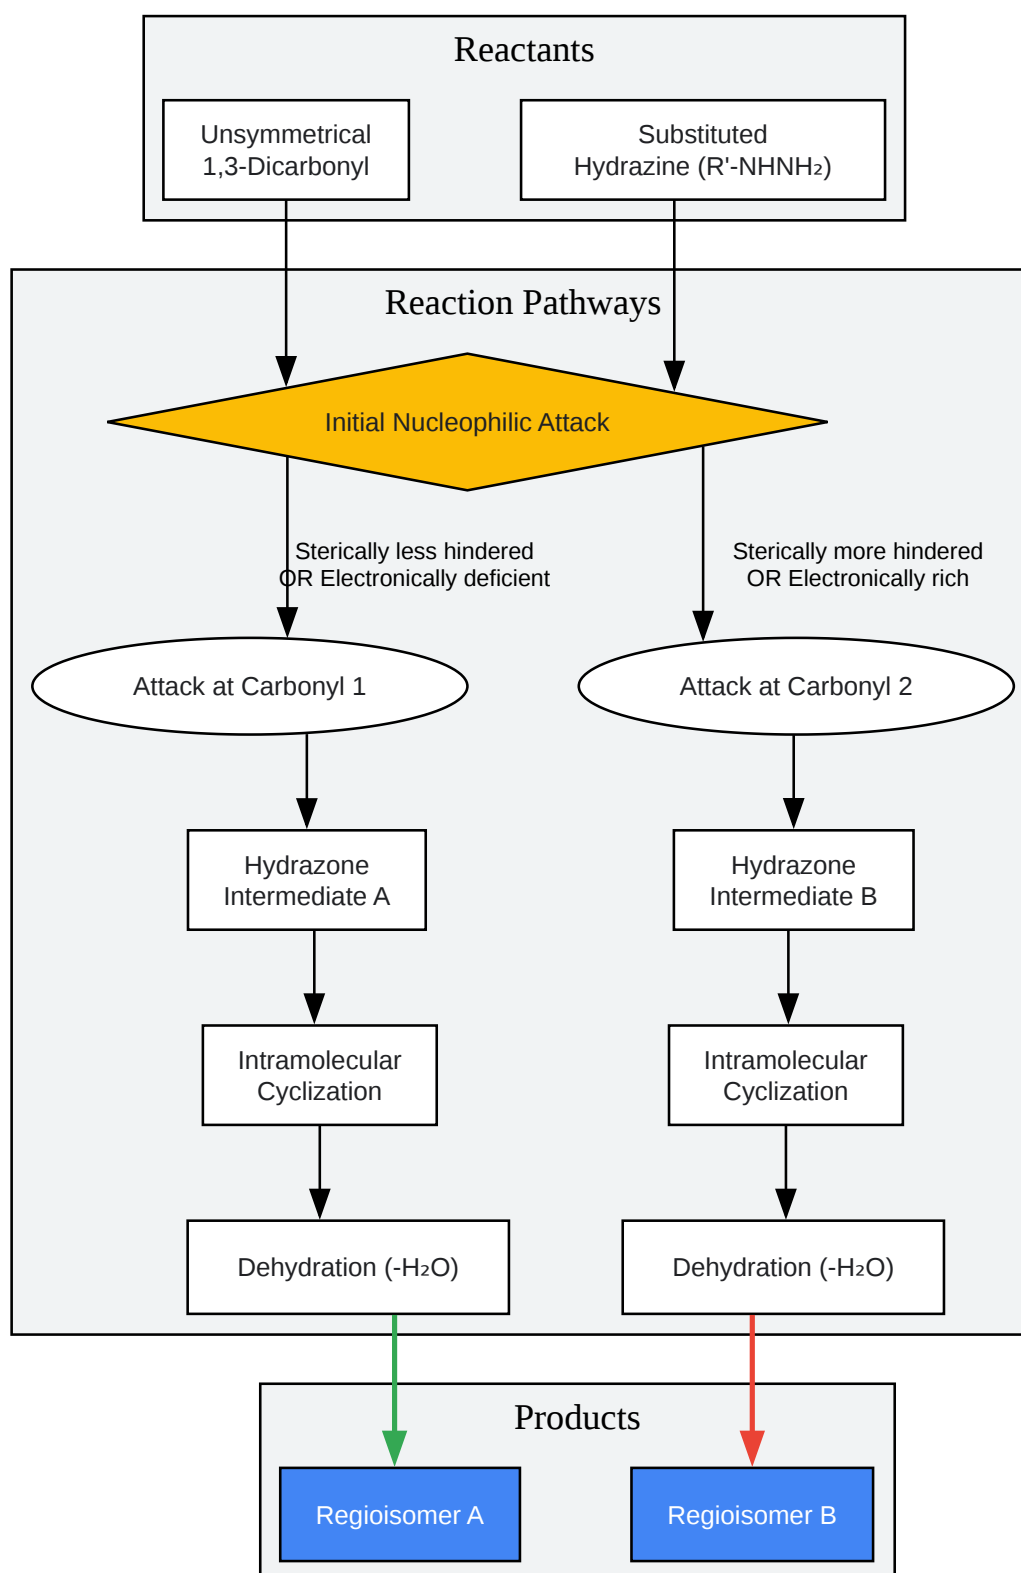 Reactants
Unsymmetrical
1,3-Dicarbonyl
Substituted
Hydrazine (R'-NHNH₂)
Reaction Pathways
Initial Nucleophilic Attack
Sterically less hindered
OR Electronically deficient
Sterically more hindered
OR Electronically rich
Attack at Carbonyl 1
Attack at Carbonyl 2
Hydrazone
Intermediate A
Hydrazone
Intermediate B
Intramolecular
Cyclization
Intramolecular
Cyclization
Dehydration (-H₂O)
Dehydration (-H₂O)
Products
Regioisomer A
Regioisomer B